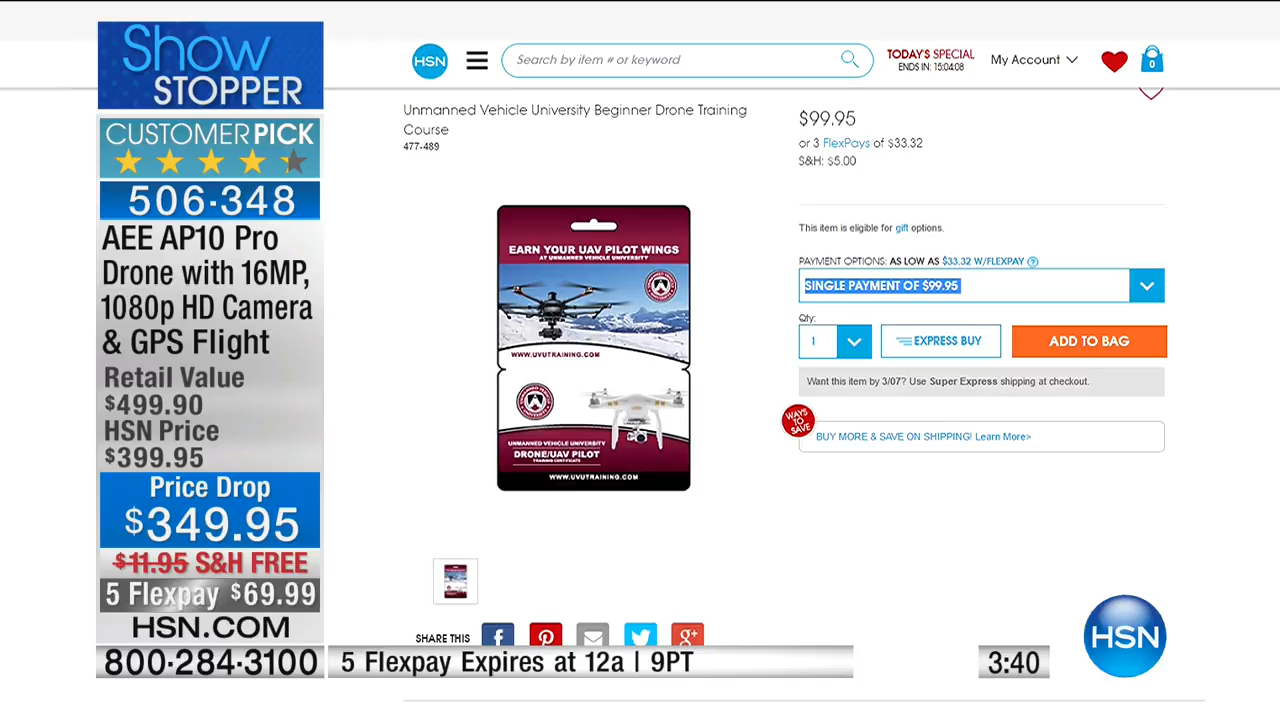 Show
STOPPER
CUSTOMER PICK
506-348
AEE AP10 Pro
Drone with 16MP,
1080p HD Camera
& GPS Flight
Retail Value
$499.90
HSN Price
$399.95
Price Drop
$349.95
$11.95 S&H FREE
5 Flexpay $69.99
HSN.COM
800-284-3100
HSN
Search by item # or keyword
TODAY'S SPECIAL
ENDS IN: 15:04:08
My Account
0
Unmanned Vehicle University Beginner Drone Training
Course
477-489
EARN YOUR UAV PILOT WINGS
AT UNMANNED VEHICLE UNIVERSITY
WWW.UVUTRAINING.COM
UNMANNED VEHICLE UNIVERSITY
DRONE/UAV PILOT
TRAINING CERTIFICATE
WWW.UVUTRAINING.COM
$99.95
or 3 FlexPays of $33.32
S&H: $5.00
This item is eligible for gift options.
PAYMENT OPTIONS: AS LOW AS $33.32 W/FLEXPAY ?
SINGLE PAYMENT OF $99.95
Qty:
1
EXPRESS BUY
ADD TO BAG
Want this item by 3/07? Use Super Express shipping at checkout.
WAYS
TO
SAVE
BUY MORE & SAVE ON SHIPPING! Learn More>
SHARE THIS
f
g+
5 Flexpay Expires at 12a | 9PT
3:40
HSN